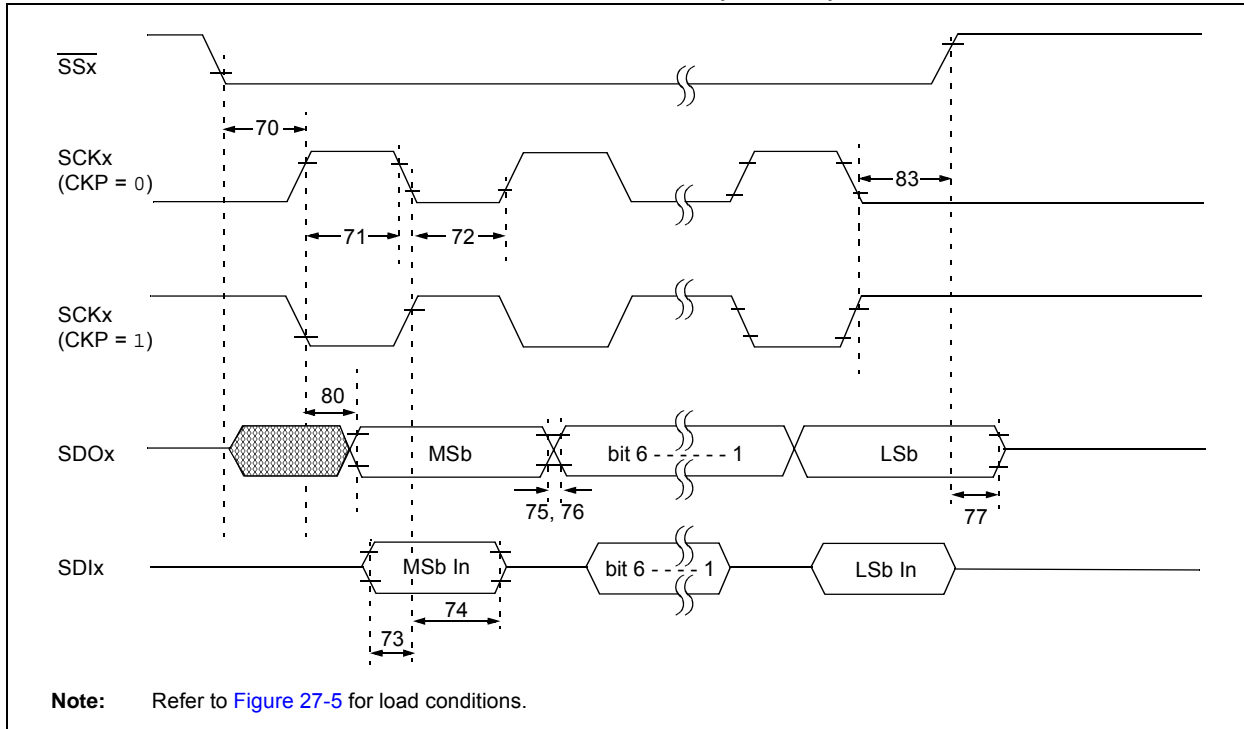 SSx
70
SCKx
(CKP = 0)
83
71
72
SCKx
(CKP = 1)
80
SDOx
MSb
bit 6 - - - - - - 1
LSb
75, 76
77
SDIx
MSb In
bit 6 - - - - 1
LSb In
74
73
Note: Refer to Figure 27-5 for load conditions.